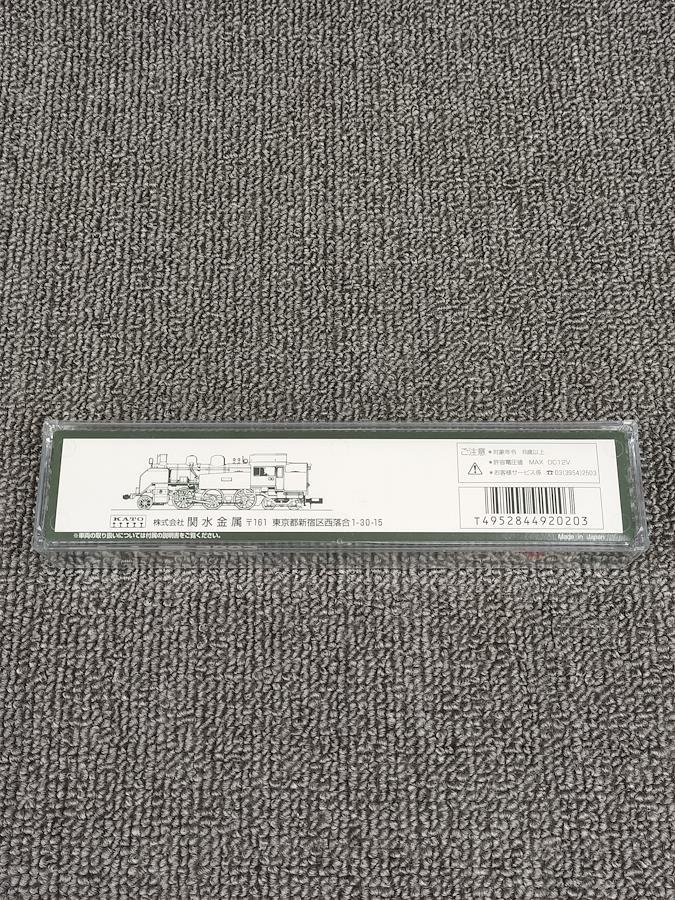 ご注意 *対象年令 8歳以上
*許容電圧値 MAX DC12V
*お客様サービス係 ☎03(3954)2503
KATO
株式会社 関水金属 〒161 東京都新宿区西落合1-30-15
T4952844920203
※車両の取り扱いについては付属の説明書をご覧ください。
Made in Japan